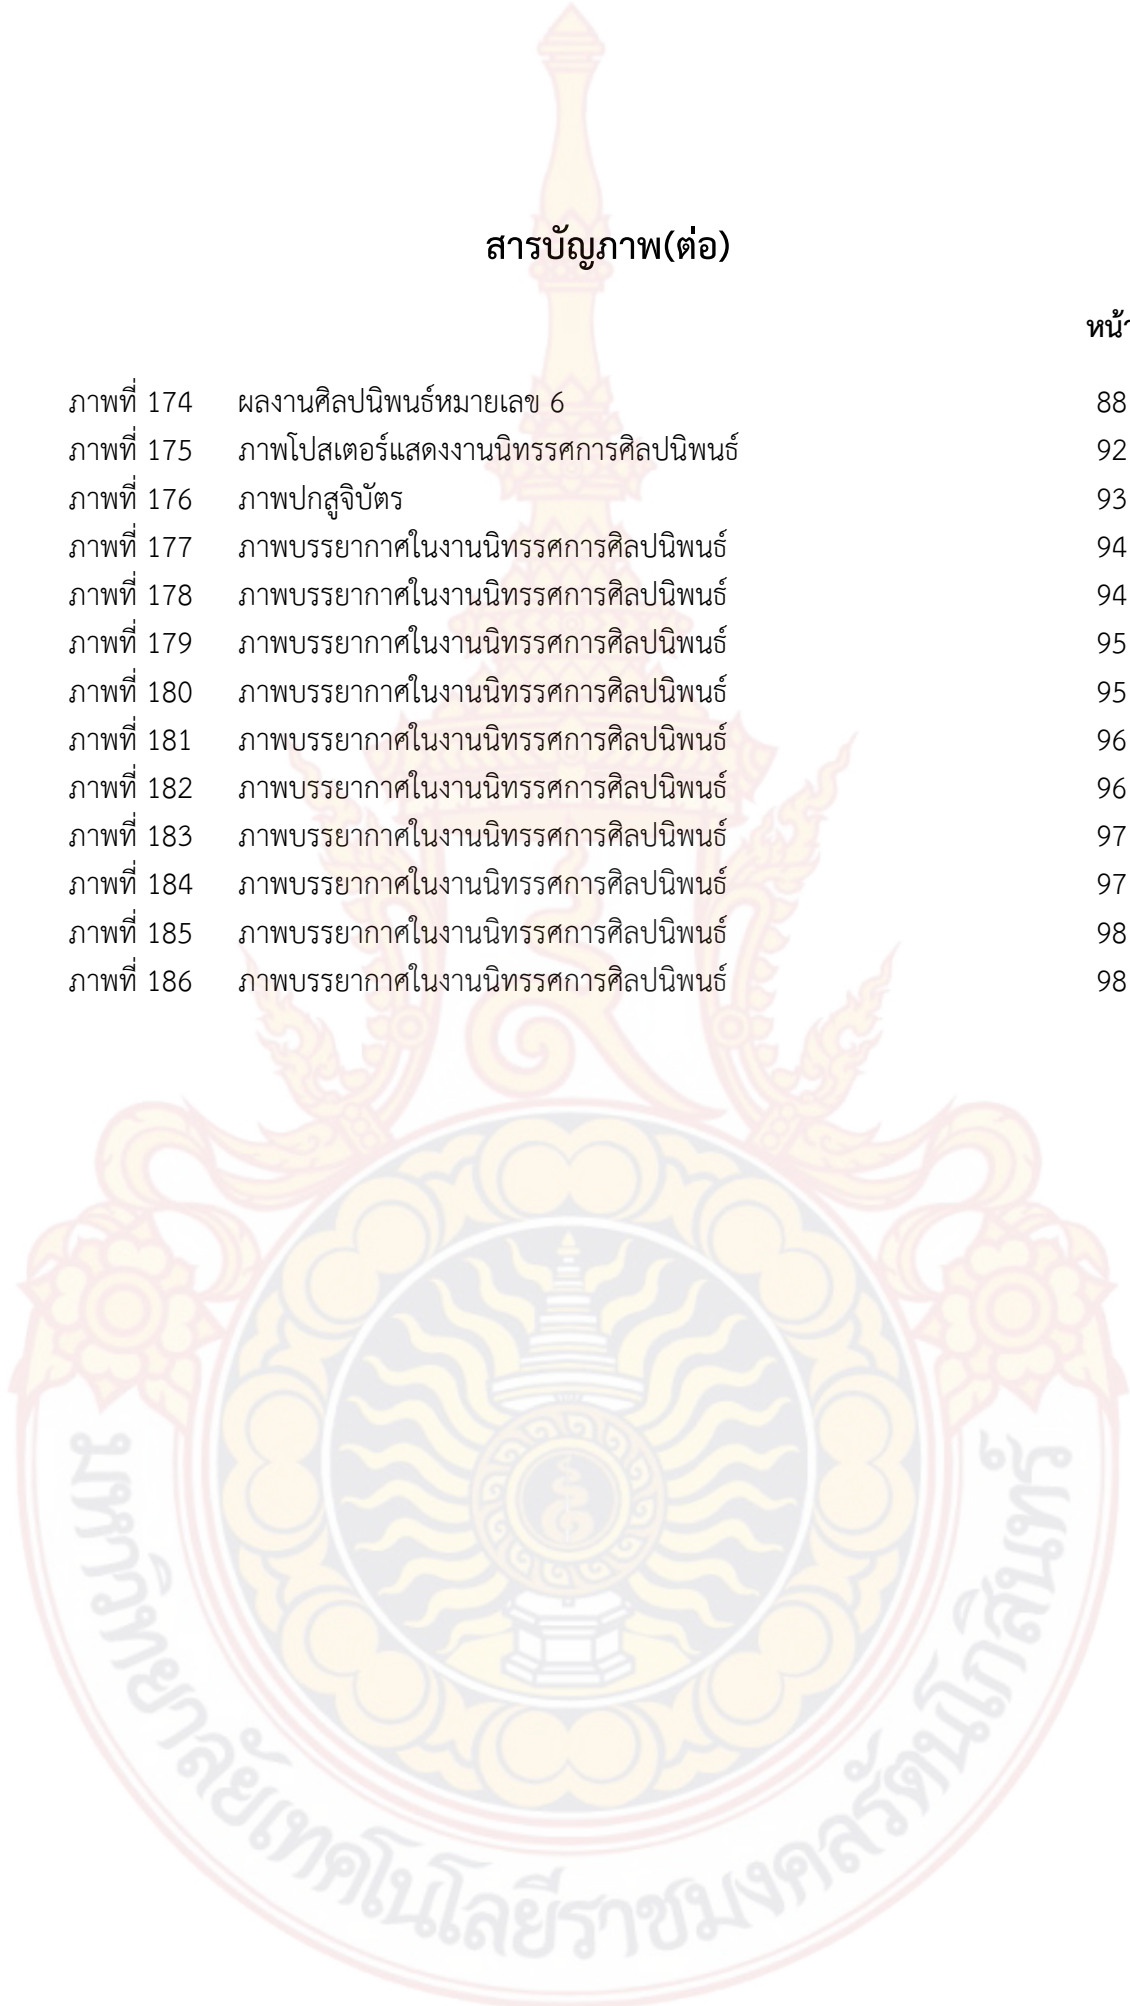 สารบัญภาพ(ต่อ)
หน้า
ภาพที่ 174 ผลงานศิลปนิพนธ์หมายเลข 6 88
ภาพที่ 175 ภาพโปสเตอร์แสดงงานนิทรรศการศิลปนิพนธ์ 92
ภาพที่ 176 ภาพปกสูจิบัตร 93
ภาพที่ 177 ภาพบรรยากาศในงานนิทรรศการศิลปนิพนธ์ 94
ภาพที่ 178 ภาพบรรยากาศในงานนิทรรศการศิลปนิพนธ์ 94
ภาพที่ 179 ภาพบรรยากาศในงานนิทรรศการศิลปนิพนธ์ 95
ภาพที่ 180 ภาพบรรยากาศในงานนิทรรศการศิลปนิพนธ์ 95
ภาพที่ 181 ภาพบรรยากาศในงานนิทรรศการศิลปนิพนธ์ 96
ภาพที่ 182 ภาพบรรยากาศในงานนิทรรศการศิลปนิพนธ์ 96
ภาพที่ 183 ภาพบรรยากาศในงานนิทรรศการศิลปนิพนธ์ 97
ภาพที่ 184 ภาพบรรยากาศในงานนิทรรศการศิลปนิพนธ์ 97
ภาพที่ 185 ภาพบรรยากาศในงานนิทรรศการศิลปนิพนธ์ 98
ภาพที่ 186 ภาพบรรยากาศในงานนิทรรศการศิลปนิพนธ์ 98
มหาวิทยาลัยเทคโนโลยีราชมงคลรัตนโกสินทร์